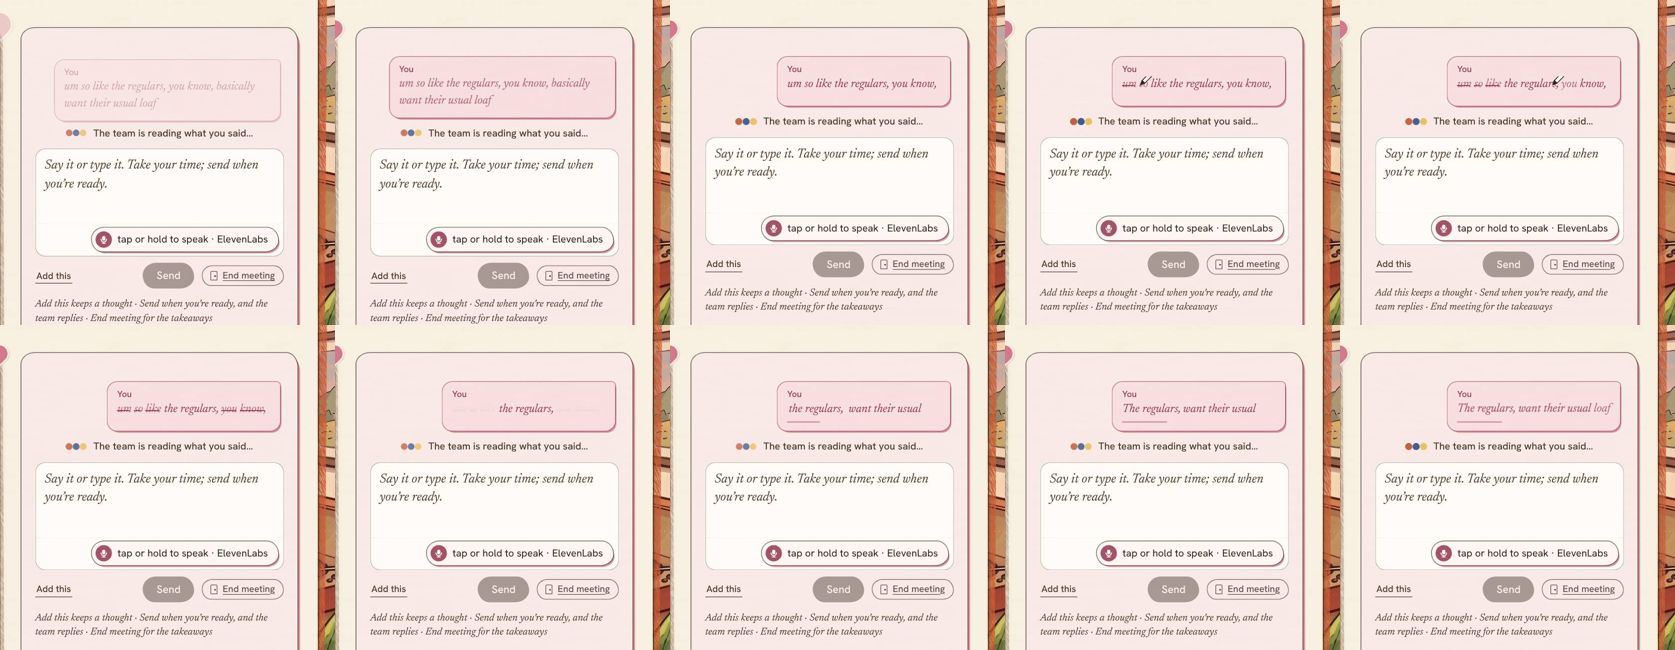 You
um so like the regulars, you know, basically
want their usual loaf
The team is reading what you said...
Say it or type it. Take your time; send when
you're ready.
tap or hold to speak · ElevenLabs
Add this
Send
End meeting
Add this keeps a thought · Send when you're ready, and the
team replies · End meeting for the takeaways
You
um so like the regulars, you know, basically
want their usual loaf
The team is reading what you said...
Say it or type it. Take your time; send when
you're ready.
tap or hold to speak · ElevenLabs
Add this
Send
End meeting
Add this keeps a thought · Send when you're ready, and the
team replies · End meeting for the takeaways
You
um so like the regulars, you know,
The team is reading what you said...
Say it or type it. Take your time; send when
you're ready.
tap or hold to speak · ElevenLabs
Add this
Send
End meeting
Add this keeps a thought · Send when you're ready, and the
team replies · End meeting for the takeaways
You
um so like the regulars, you know,
The team is reading what you said...
Say it or type it. Take your time; send when
you're ready.
tap or hold to speak · ElevenLabs
Add this
Send
End meeting
Add this keeps a thought · Send when you're ready, and the
team replies · End meeting for the takeaways
You
um so like the regulars, you know,
The team is reading what you said...
Say it or type it. Take your time; send when
you're ready.
tap or hold to speak · ElevenLabs
Add this
Send
End meeting
Add this keeps a thought · Send when you're ready, and the
team replies · End meeting for the takeaways
You
um so like the regulars, you know,
The team is reading what you said...
Say it or type it. Take your time; send when
you're ready.
tap or hold to speak · ElevenLabs
Add this
Send
End meeting
Add this keeps a thought · Send when you're ready, and the
team replies · End meeting for the takeaways
You
the regulars,
The team is reading what you said...
Say it or type it. Take your time; send when
you're ready.
tap or hold to speak · ElevenLabs
Add this
Send
End meeting
Add this keeps a thought · Send when you're ready, and the
team replies · End meeting for the takeaways
You
the regulars, want their usual
The team is reading what you said...
Say it or type it. Take your time; send when
you're ready.
tap or hold to speak · ElevenLabs
Add this
Send
End meeting
Add this keeps a thought · Send when you're ready, and the
team replies · End meeting for the takeaways
You
The regulars, want their usual
The team is reading what you said...
Say it or type it. Take your time; send when
you're ready.
tap or hold to speak · ElevenLabs
Add this
Send
End meeting
Add this keeps a thought · Send when you're ready, and the
team replies · End meeting for the takeaways
You
The regulars, want their usual loaf
The team is reading what you said...
Say it or type it. Take your time; send when
you're ready.
tap or hold to speak · ElevenLabs
Add this
Send
End meeting
Add this keeps a thought · Send when you're ready, and the
team replies · End meeting for the takeaways